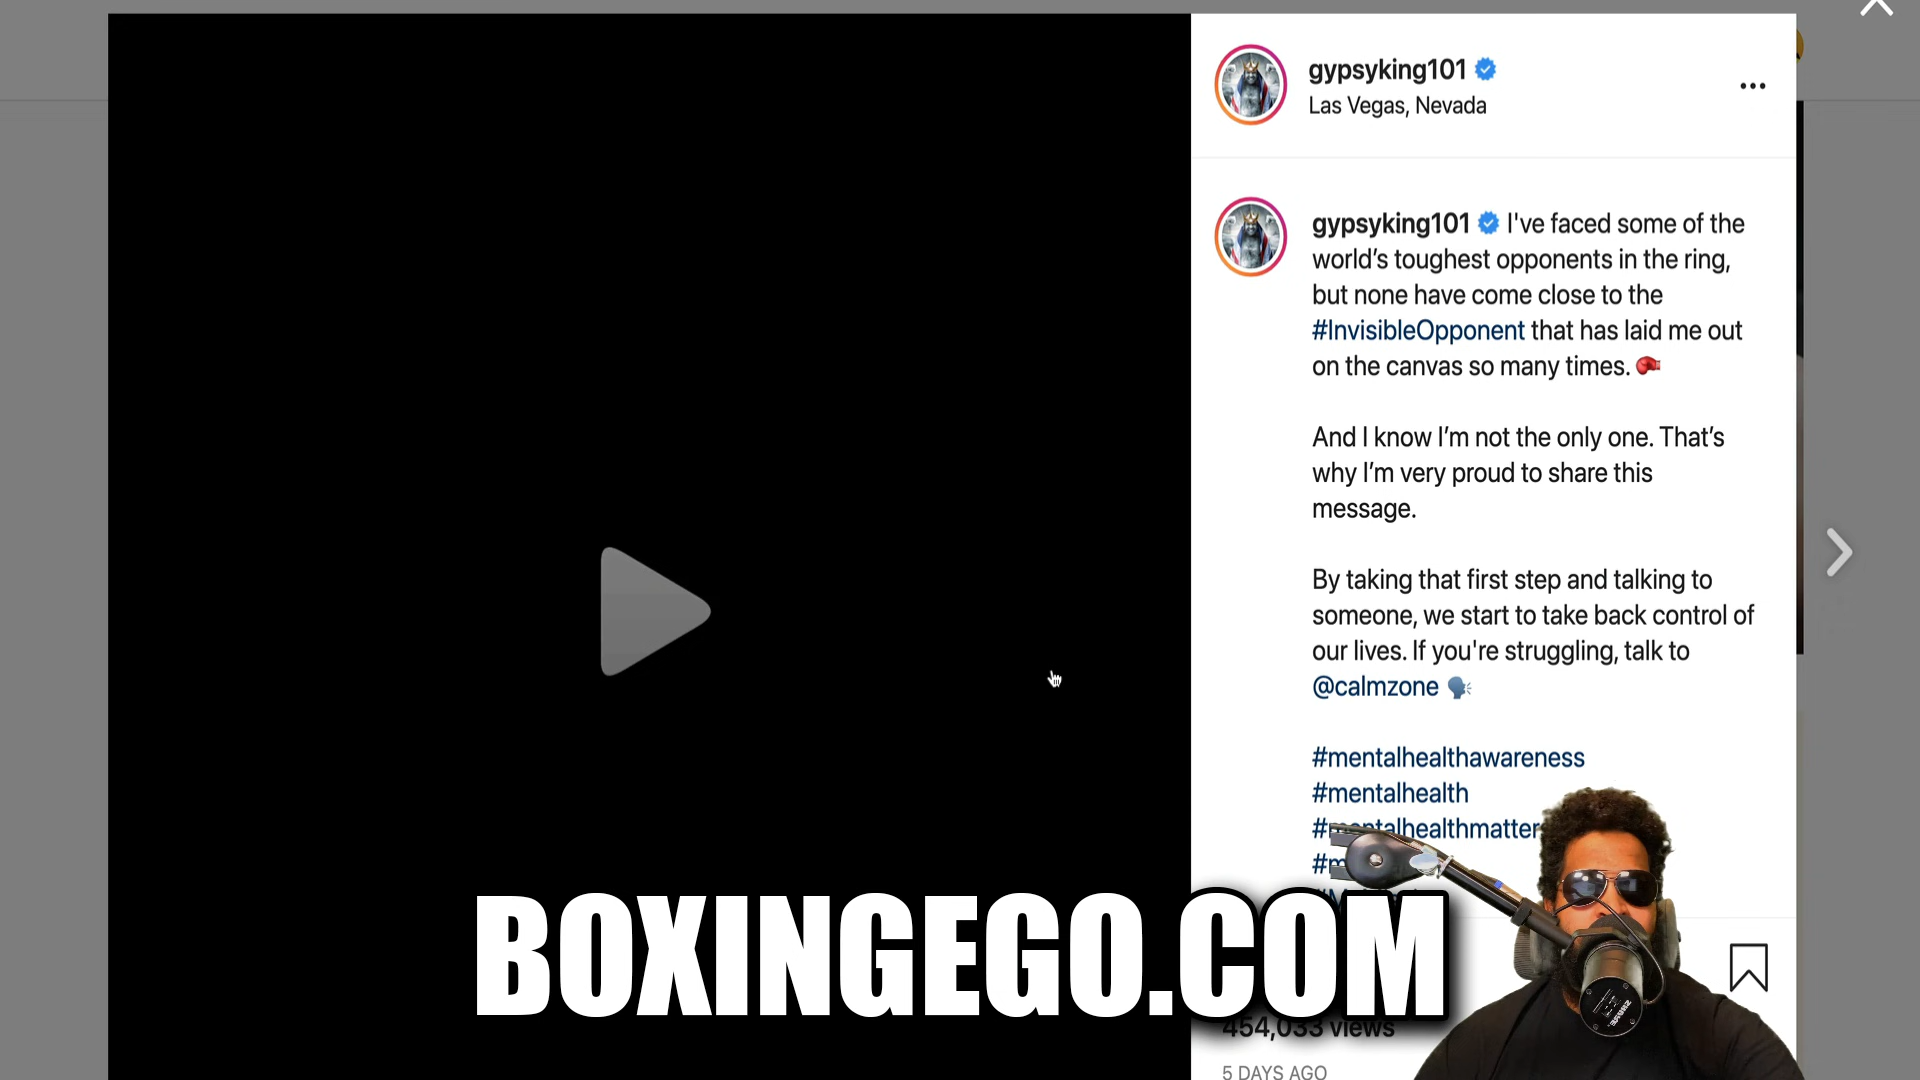 gypsyking101
Las Vegas, Nevada
gypsyking101 I've faced some of the
world's toughest opponents in the ring,
but none have come close to the
#InvisibleOpponent that has laid me out
on the canvas so many times. 🥊
And I know I'm not the only one. That's
why I'm very proud to share this
message.
By taking that first step and talking to
someone, we start to take back control of
our lives. If you're struggling, talk to
@calmzone 🗣️
#mentalhealthawareness
#mentalhealth
BOXINGEGO.COM
454,033 views
5 DAYS AGO